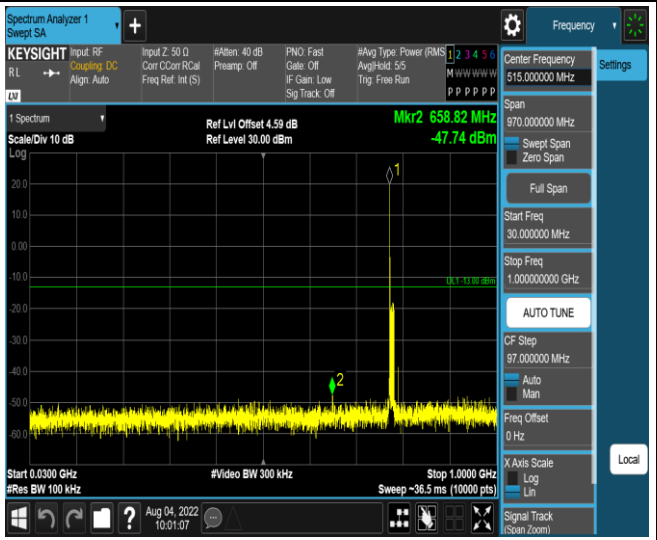 Spectrum Analyzer 1
Swept SA
+
Frequency
KEYSIGHT
Input: RF
Coupling: DC
Align: Auto
Input Z: 50 Ω
Corr CCorr RCal
Freq Ref: Int (S)
#Atten: 40 dB
Preamp: Off
PNO: Fast
Gate: Off
IF Gain: Low
Sig Track: Off
#Avg Type: Power (RMS
Avg|Hold: 5/5
Trig: Free Run
1 2 3 4 5 6
M W W W W W
P P P P P P
R L
LXI
1 Spectrum
Scale/Div 10 dB
Log
Ref Lvl Offset 4.59 dB
Ref Level 30.00 dBm
Mkr2 658.82 MHz
-47.74 dBm
20.0
10.0
0.00
-10.0
-20.0
-30.0
-40.0
-50.0
-60.0
1
DL1 -13.00 dBm
2
Start 0.0300 GHz
#Res BW 100 kHz
#Video BW 300 kHz
Stop 1.0000 GHz
Sweep ~36.5 ms (10000 pts)
?
Aug 04, 2022
10:01:07
Center Frequency
515.000000 MHz
Span
970.000000 MHz
Swept Span
Zero Span
Full Span
Start Freq
30.000000 MHz
Stop Freq
1.000000000 GHz
AUTO TUNE
CF Step
97.000000 MHz
Auto
Man
Freq Offset
0 Hz
X Axis Scale
Log
Lin
Signal Track
(Span Zoom)
Settings
Local